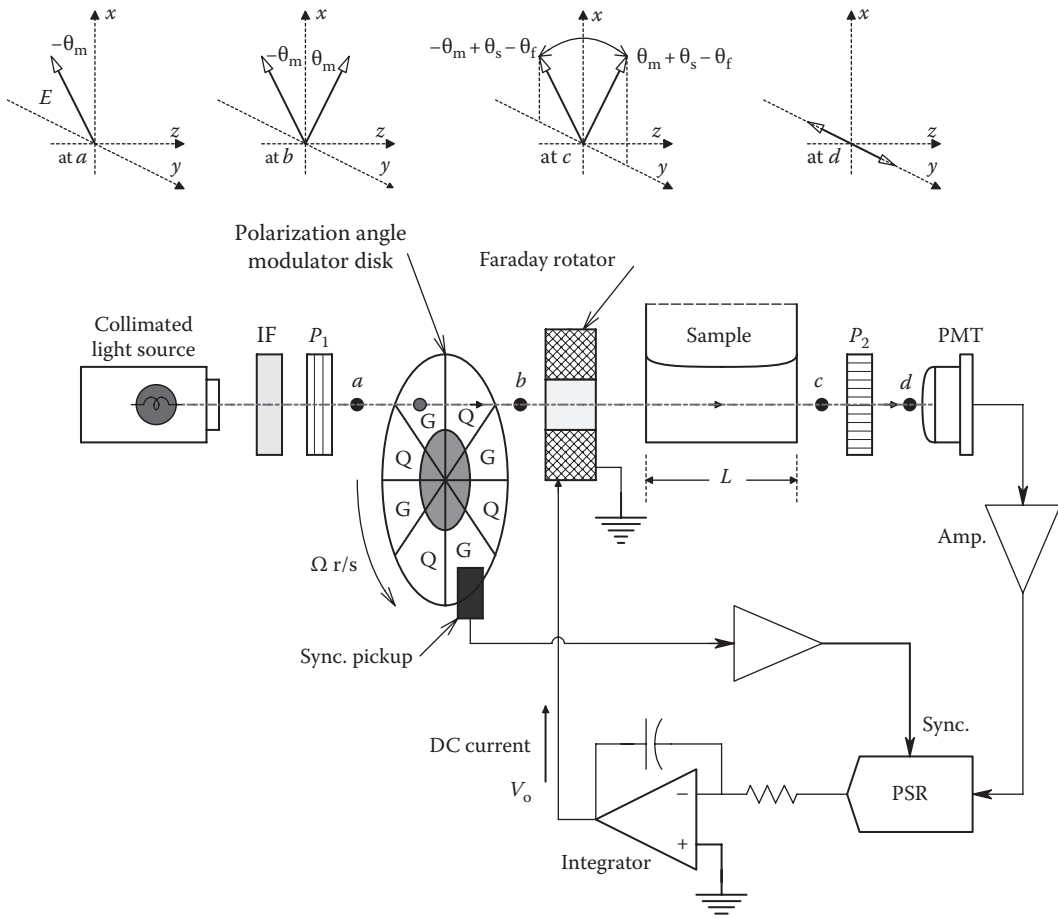 x
x
x
x
−θm
−θm
θm
−θm + θs − θf
θm + θs − θf
E
z
z
z
z
at a
at b
at c
at d
y
y
y
y
Polarization angle
modulator disk
Faraday rotator
Collimated
light source
IF
P1
Sample
P2
PMT
a
b
c
d
G
Q
Q
G
G
Q
Q
G
L
Ω r/s
Amp.
Sync. pickup
Sync.
DC current
Vo
PSR
−
+
Integrator